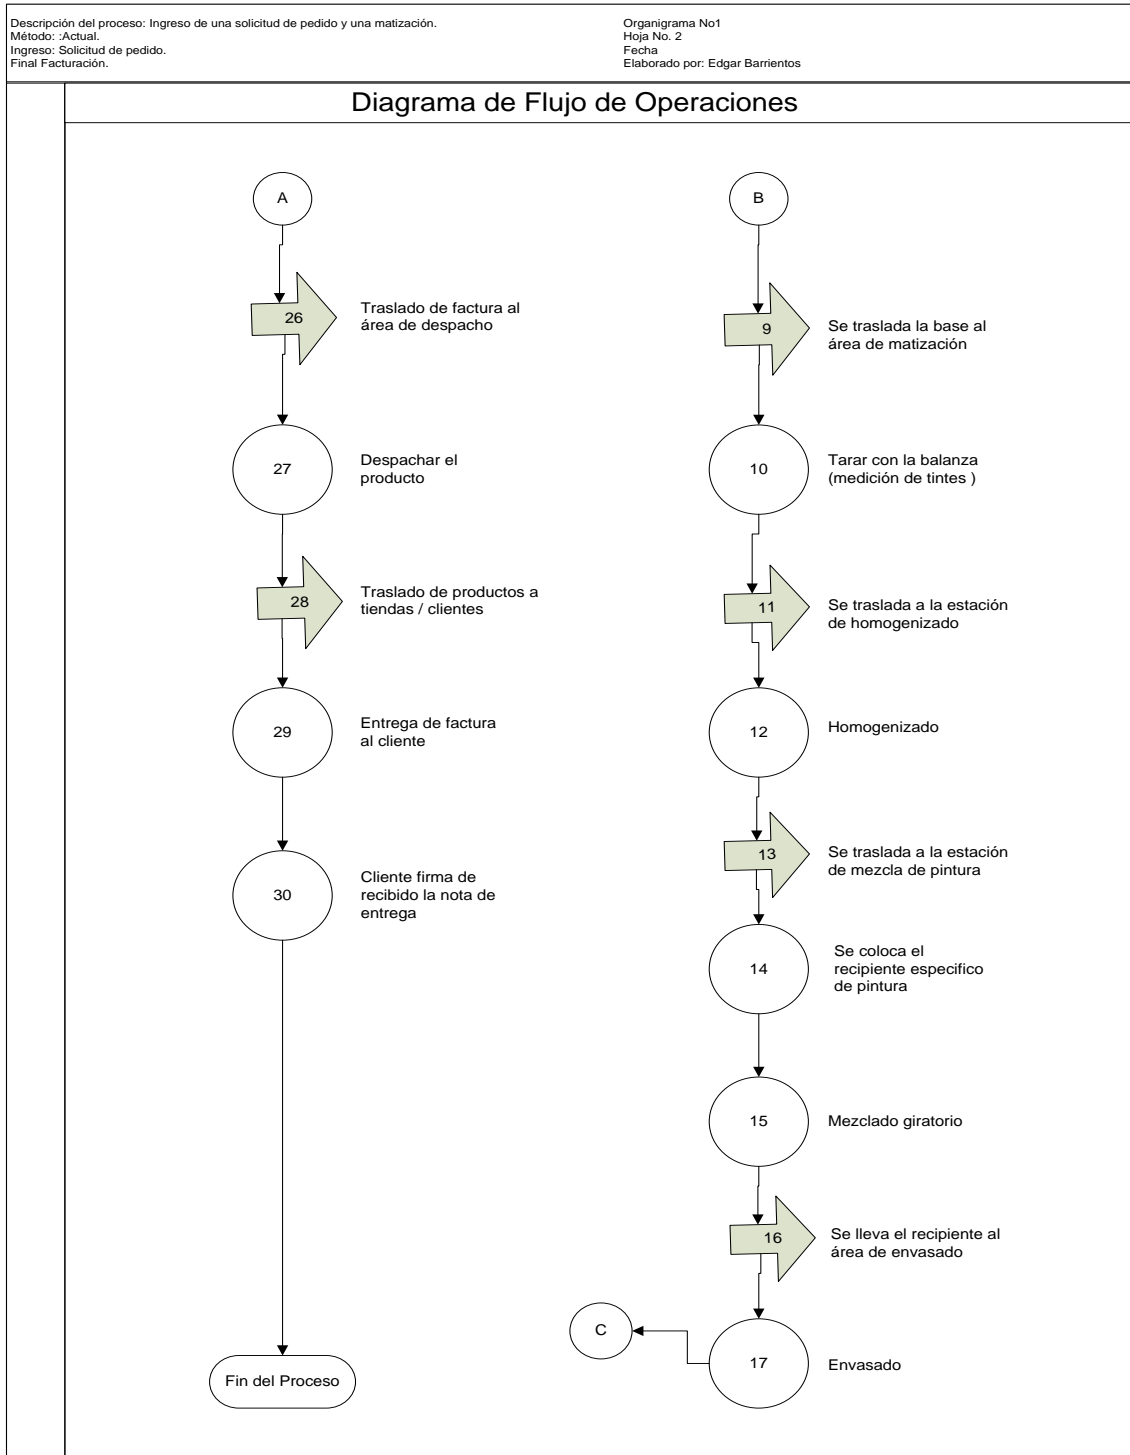 Descripción del proceso: Ingreso de una solicitud de pedido y una matización.
Método: :Actual.
Ingreso: Solicitud de pedido.
Final Facturación.
Organigrama No1
Hoja No. 2
Fecha
Elaborado por: Edgar Barrientos
Diagrama de Flujo de Operaciones
A
26
Traslado de factura al
área de despacho
27
Despachar el
producto
28
Traslado de productos a
tiendas / clientes
29
Entrega de factura
al cliente
30
Cliente firma de
recibido la nota de
entrega
Fin del Proceso
B
9
Se traslada la base al
área de matización
10
Tarar con la balanza
(medición de tintes )
11
Se traslada a la estación
de homogenizado
12
Homogenizado
13
Se traslada a la estación
de mezcla de pintura
14
Se coloca el
recipiente especifico
de pintura
15
Mezclado giratorio
16
Se lleva el recipiente al
área de envasado
17
Envasado
C